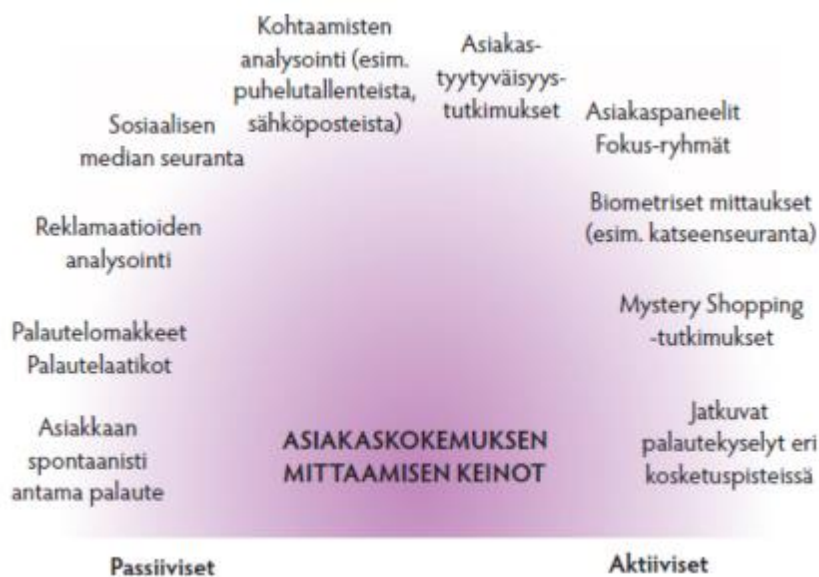 Kohtaamisten
analysointi (esim.
puhelutallenteista,
sähköposteista)
Asiakas-
tyytyväisyys-
tutkimukset
Sosiaalisen
median seuranta
Asiakaspaneelit
Fokus-ryhmät
Reklamaatioiden
analysointi
Biometriset mittaukset
(esim. katseenseuranta)
Palautelomakkeet
Palautelaatikot
Mystery Shopping
-tutkimukset
Asiakkaan
spontaanisti
antama palaute
ASIAKASKOKEMUKSEN
MITTAAMISEN KEINOT
Jatkuvat
palautekyselyt eri
kosketuspisteissä
Passiiviset
Aktiiviset